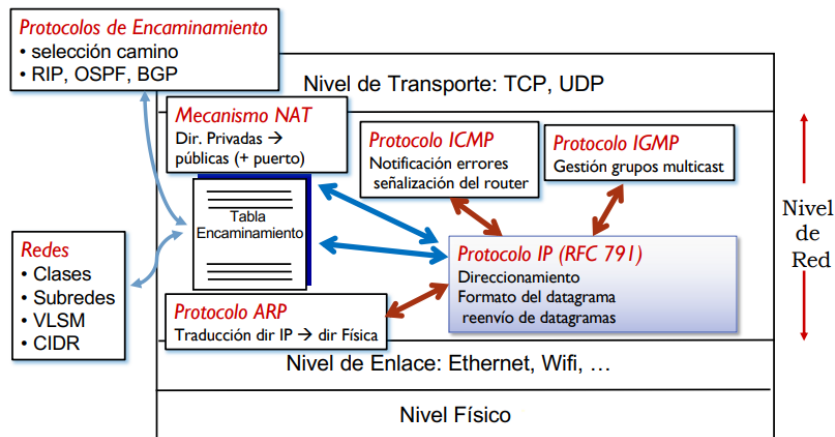 Protocolos de Encaminamiento
• selección camino
• RIP, OSPF, BGP
Nivel de Transporte: TCP, UDP
Mecanismo NAT
Dir. Privadas →
públicas (+ puerto)
Protocolo ICMP
Notificación errores
señalización del router
Protocolo IGMP
Gestión grupos multicast
Nivel
de
Red
Tabla
Encaminamiento
Redes
• Clases
• Subredes
• VLSM
• CIDR
Protocolo IP (RFC 791)
Direccionamiento
Formato del datagrama
reenvío de datagramas
Protocolo ARP
Traducción dir IP → dir Física
Nivel de Enlace: Ethernet, Wifi, …
Nivel Físico